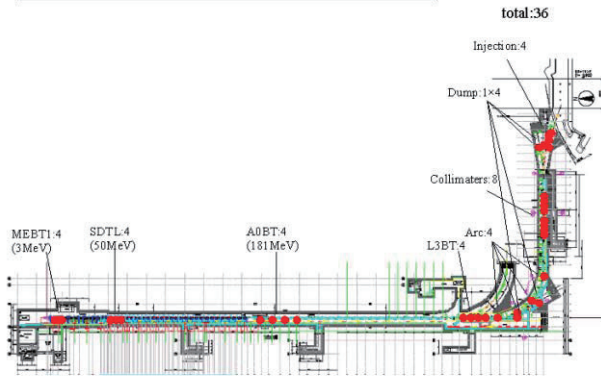 total:36
Injection:4
Dump:1×4
Collimaters:8
MEBT1:4
(3MeV)
SDTL:4
(50MeV)
A0BT:4
(181MeV)
L3BT:4
Arc:4